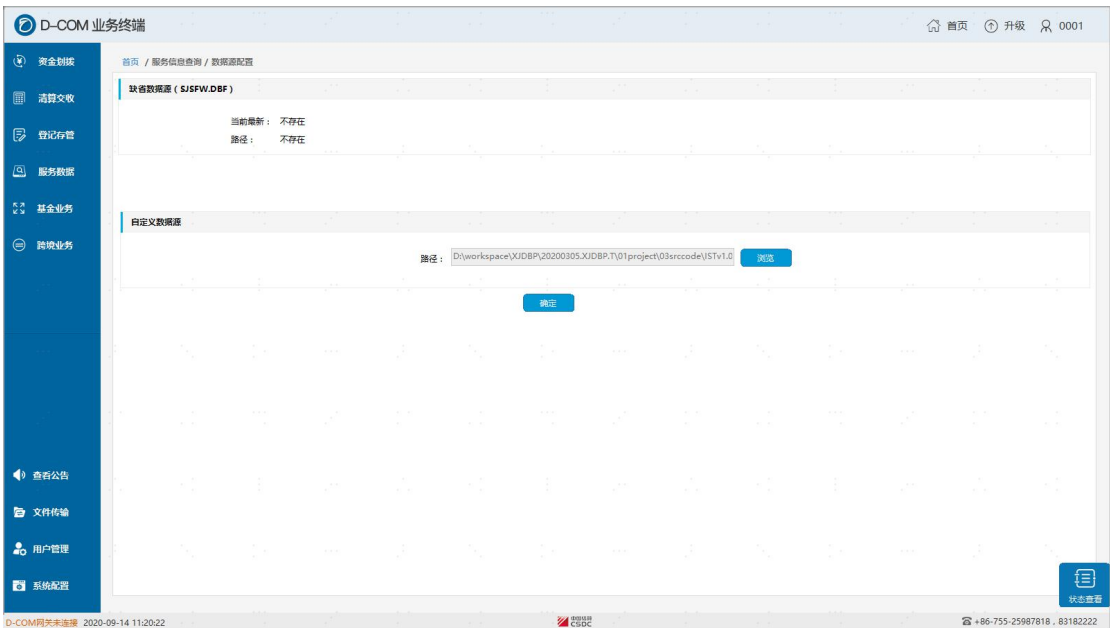 D-COM 业务终端
首页 升级 0001
资金划拨
清算交收
登记存管
服务数据
基金业务
跨境业务
查看公告
文件传输
用户管理
系统配置
首页 / 服务信息查询 / 数据源配置
缺省数据源 ( SJSFW.DBF )
当前最新： 不存在
路径： 不存在
自定义数据源
路径： D:\workspace\XJDBP\20200305.XJDBP.T\01project\03srccode\ISTv1.0 浏览
确定
状态查看
D-COM网关未连接 2020-09-14 11:20:22
中国结算
CSDC
+86-755-25987818 , 83182222